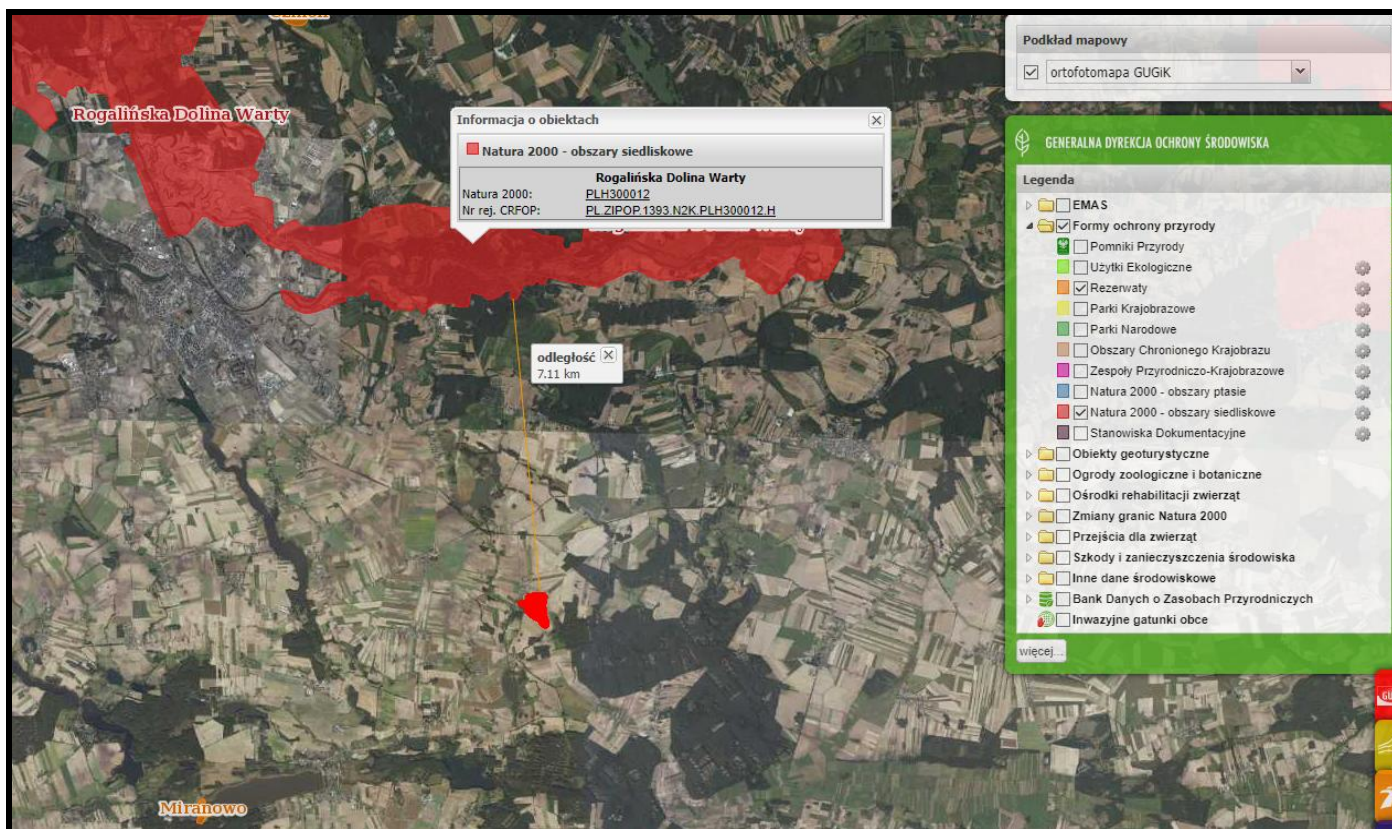 Rogalińska Dolina Warty
Informacja o obiektach
Natura 2000 - obszary siedliskowe
Rogalińska Dolina Warty
Natura 2000: PLH300012
Nr rej. CRFOP: PL.ZIPOP.1393.N2K.PLH300012.H
odległość
7.11 km
Miranowo
Podkład mapowy
ortofotomapa GUGiK
GENERALNA DYREKCJA OCHRONY ŚRODOWISKA
Legenda
EMAS
Formy ochrony przyrody
Pomniki Przyrody
Użytki Ekologiczne
Rezerwaty
Parki Krajobrazowe
Parki Narodowe
Obszary Chronionego Krajobrazu
Zespoły Przyrodniczo-Krajobrazowe
Natura 2000 - obszary ptasie
Natura 2000 - obszary siedliskowe
Stanowiska Dokumentacyjne
Obiekty geoturystyczne
Ogrody zoologiczne i botaniczne
Ośrodki rehabilitacji zwierząt
Zmiany granic Natura 2000
Przejścia dla zwierząt
Szkody i zanieczyszczenia środowiska
Inne dane środowiskowe
Bank Danych o Zasobach Przyrodniczych
Inwazyjne gatunki obce
więcej...